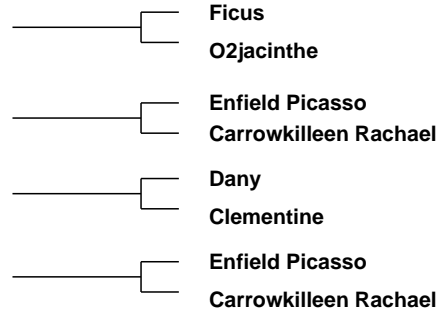 Ficus
O2jacinthe
Enfield Picasso
Carrowkilleen Rachael
Dany
Clementine
Enfield Picasso
Carrowkilleen Rachael